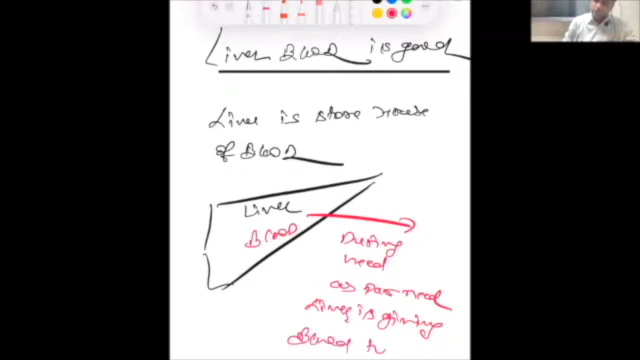 Liver Blood is good
Liver is store house
of Blood
Liver
Blood
During
need
as per need
Liver is giving
Blood